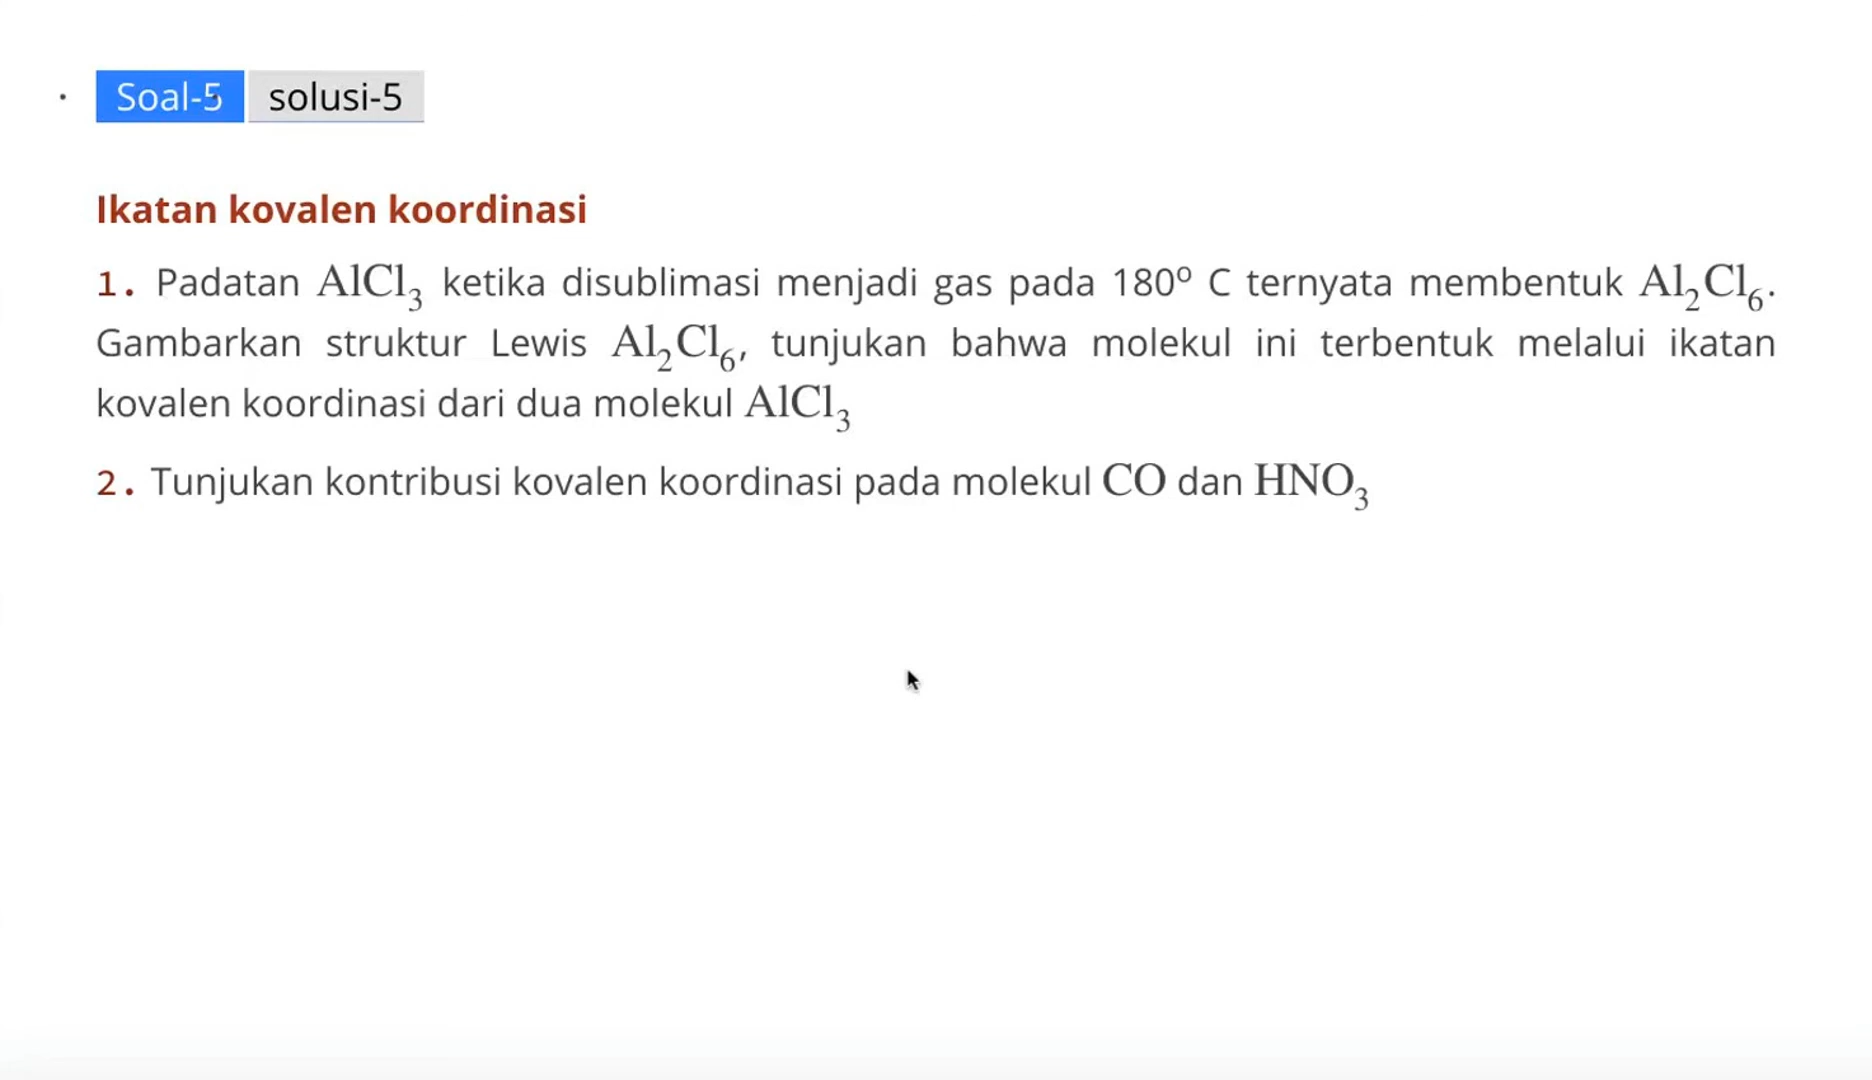 Soal-5 solusi-5
Ikatan kovalen koordinasi
1. Padatan AlCl₃ ketika disublimasi menjadi gas pada 180º C ternyata membentuk Al₂Cl₆.
Gambarkan struktur Lewis Al₂Cl₆, tunjukan bahwa molekul ini terbentuk melalui ikatan
kovalen koordinasi dari dua molekul AlCl₃
2. Tunjukan kontribusi kovalen koordinasi pada molekul CO dan HNO₃